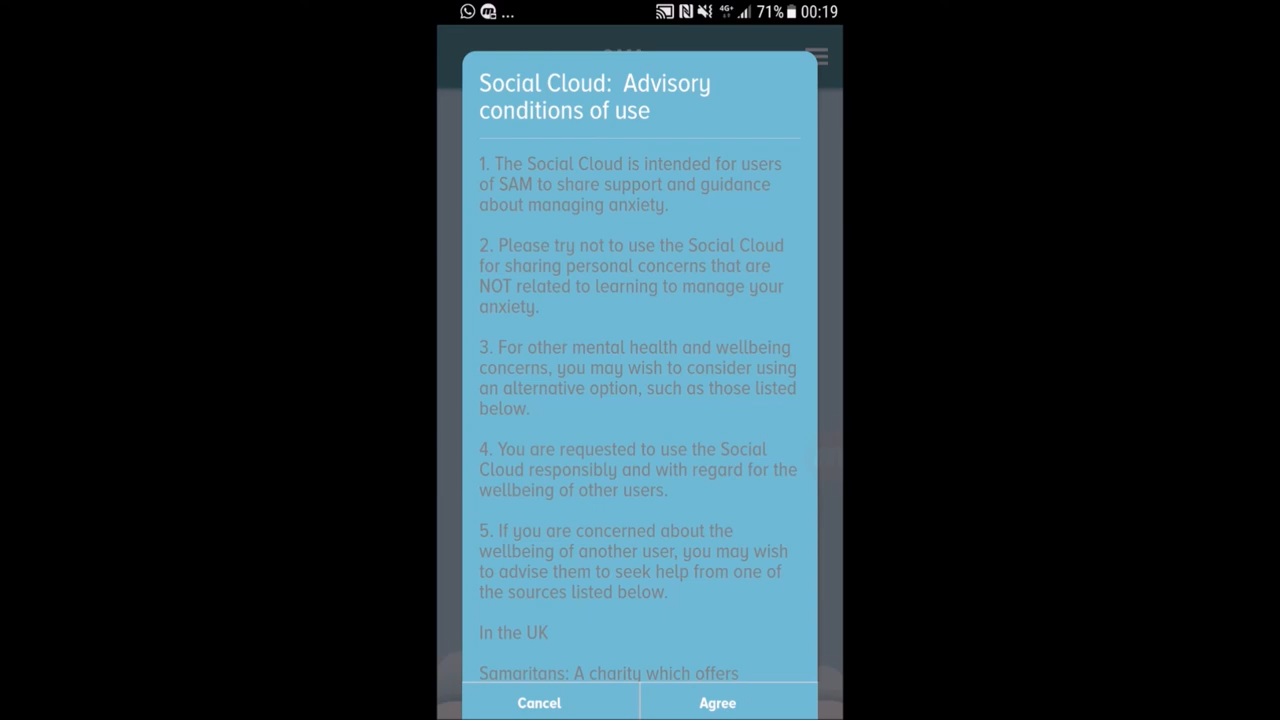 ... 4G+ 71% 00:19
Social Cloud:  Advisory
conditions of use
1. The Social Cloud is intended for users
of SAM to share support and guidance
about managing anxiety.
2. Please try not to use the Social Cloud
for sharing personal concerns that are
NOT related to learning to manage your
anxiety.
3. For other mental health and wellbeing
concerns, you may wish to consider using
an alternative option, such as those listed
below.
4. You are requested to use the Social
Cloud responsibly and with regard for the
wellbeing of other users.
5. If you are concerned about the
wellbeing of another user, you may wish
to advise them to seek help from one of
the sources listed below.
In the UK
Samaritans: A charity which offers
Cancel Agree